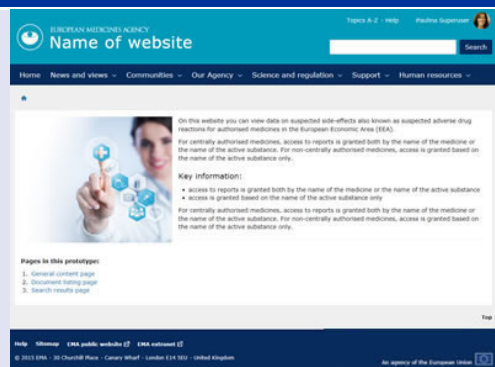 Topics A-Z - Help Paulina Superuser
EUROPEAN MEDICINES AGENCY
Name of website
Search
Home News and views Communities Our Agency Science and regulation Support Human resources
On this website you can view data on suspected side-effects also known as suspected adverse drug
reactions for authorised medicines in the European Economic Area (EEA).
For centrally authorised medicines, access to reports is granted both by the name of the medicine or
the name of the active substance. For non-centrally authorised medicines, access is granted based on
the name of the active substance only.
Key information:
• access to reports is granted both by the name of the medicine or the name of the active substance
• access is granted based on the name of the active substance only
For centrally authorised medicines, access to reports is granted both by the name of the medicine or
the name of the active substance. For non-centrally authorised medicines, access is granted based on
the name of the active substance only.
Pages in this prototype:
1. General content page
2. Document listing page
3. Search results page
Top
Help Sitemap EMA public website EMA extranet
© 2015 EMA - 30 Churchill Place - Canary Wharf - London E14 5EU - United Kingdom
An agency of the European Union